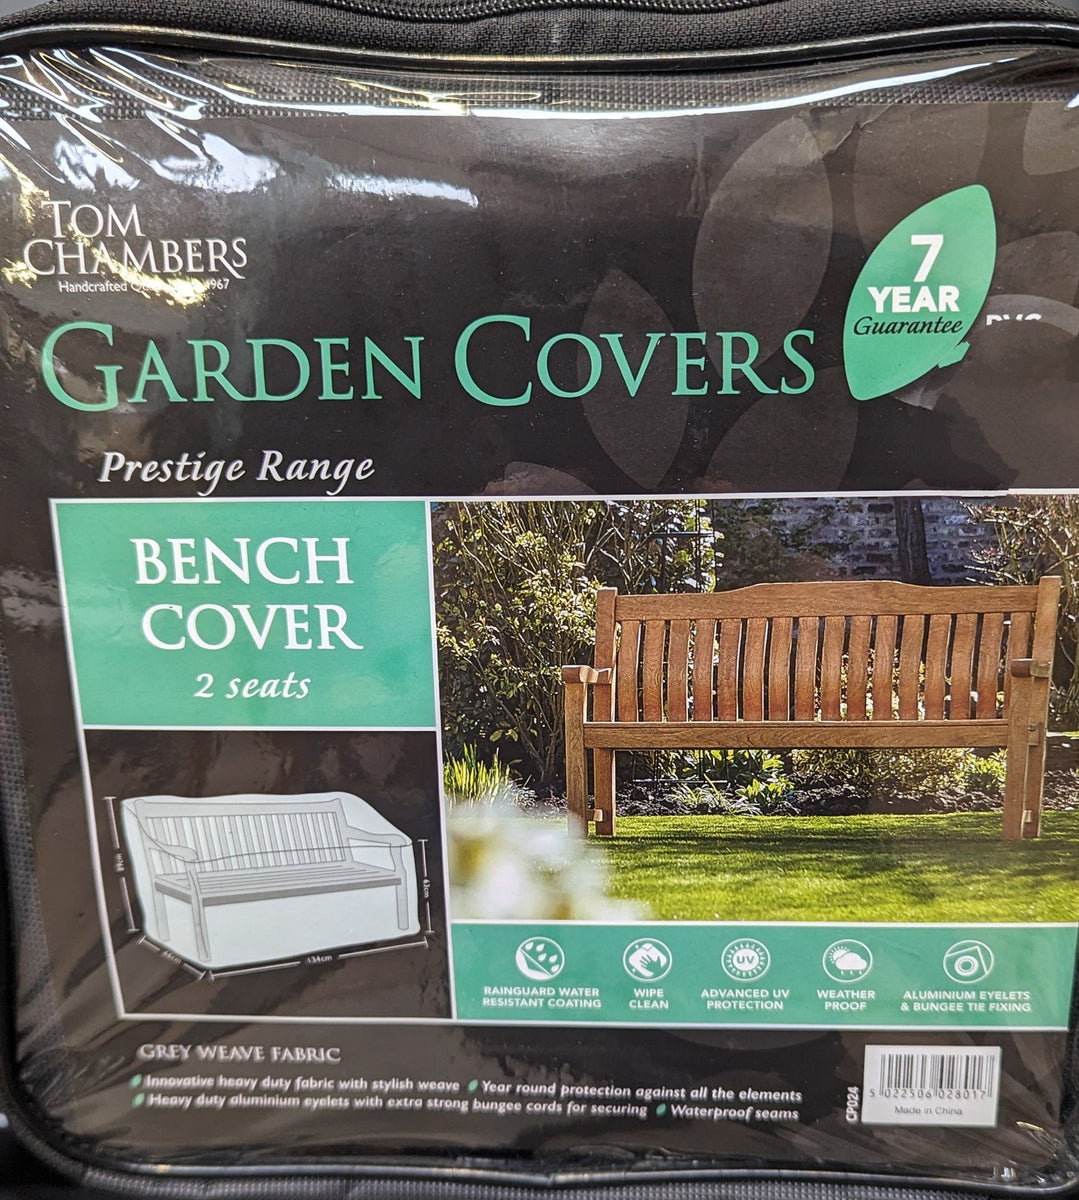 TOM
CHAMBERS
Handcrafted 1967
GARDEN COVERS
7
YEAR
Guarantee
Prestige Range
BENCH
COVER
2 seats
63cm
134cm
RAINGUARD WATER
RESISTANT COATING
WIPE
CLEAN
UV
ADVANCED UV
PROTECTION
WEATHER
PROOF
ALUMINIUM EYELETS
& BUNGEE TIE FIXING
GREY WEAVE FABRIC
Innovative heavy duty fabric with stylish weave Year round protection against all the elements
Heavy duty aluminium eyelets with extra strong bungee cords for securing Waterproof seams
CP024
5 022506 028017
Made in China